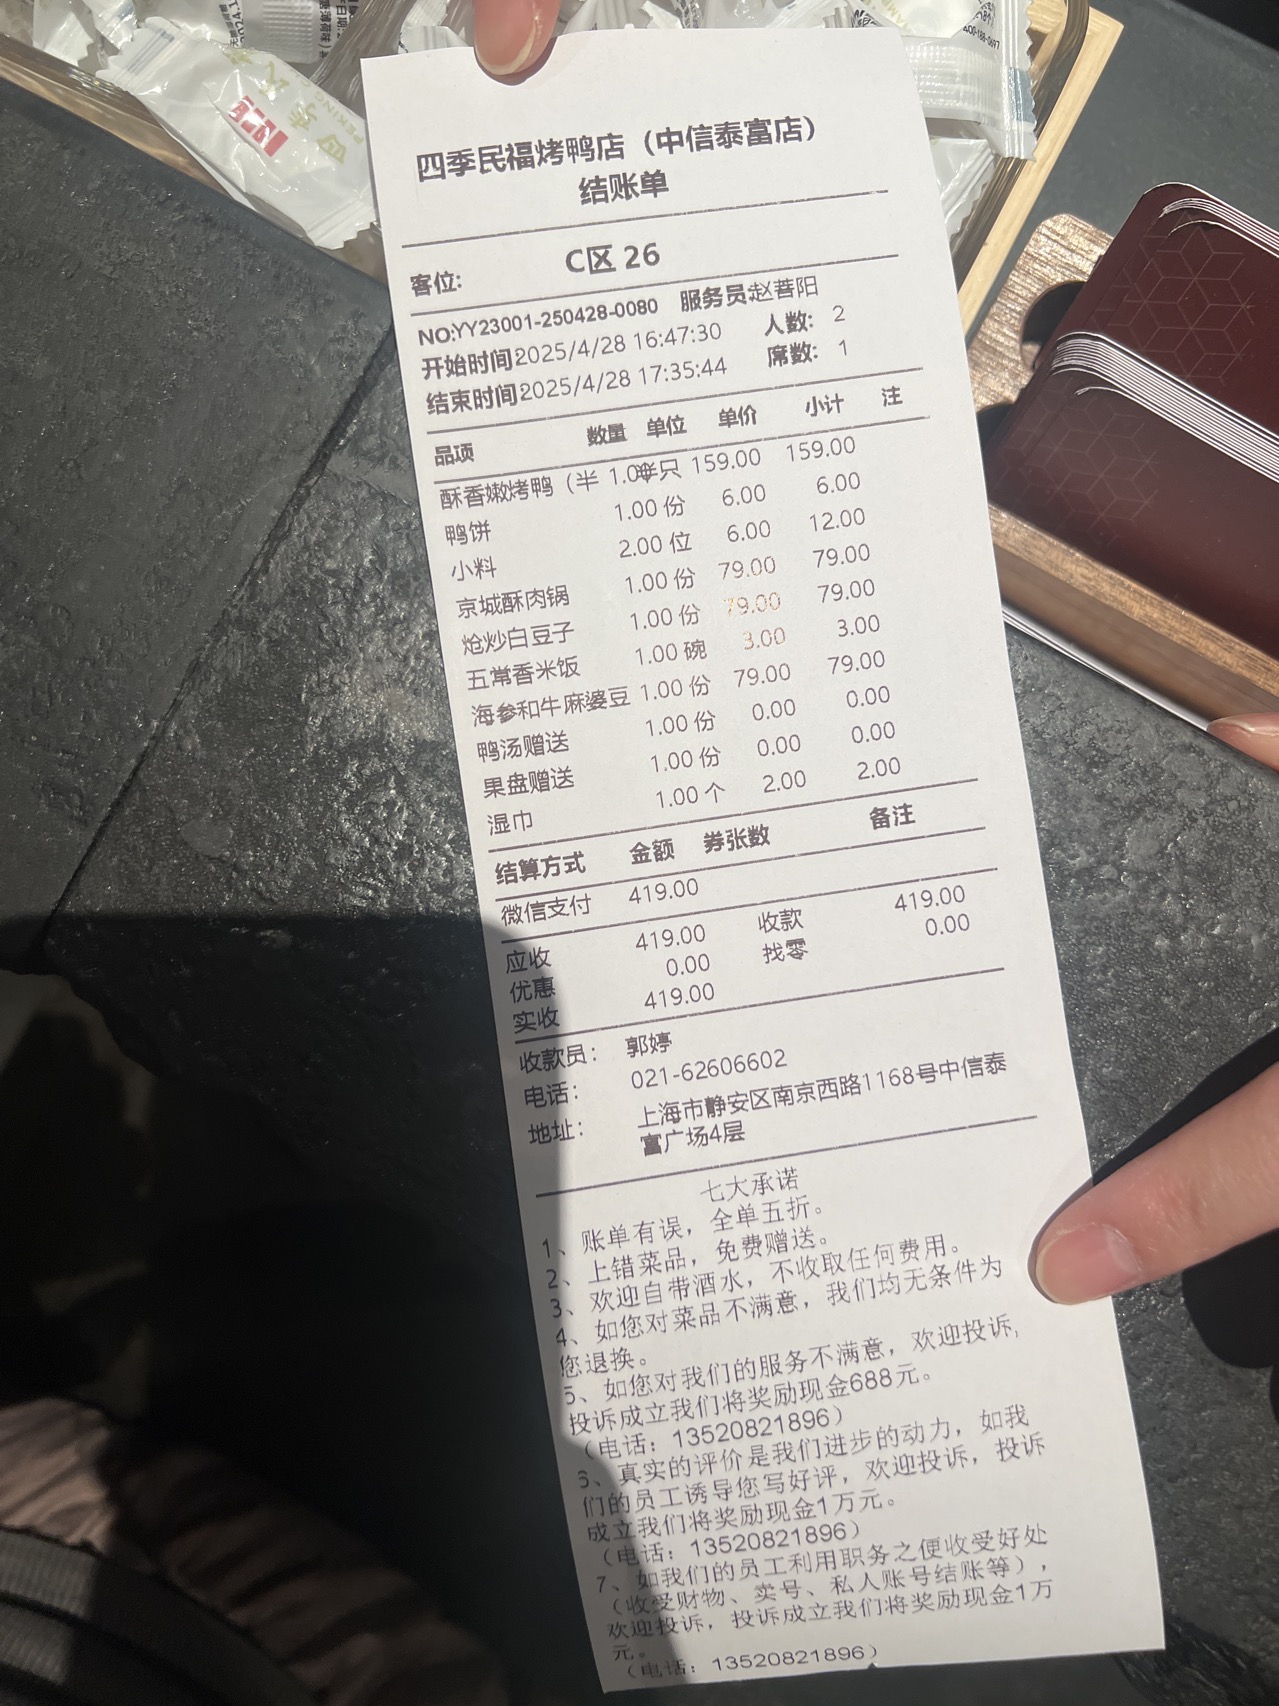 四季民福烤鸭店（中信泰富店）
结账单
客位: C区 26
NO:YY23001-250428-0080 服务员赵菩阳
开始时间2025/4/28 16:47:30 人数: 2
结束时间2025/4/28 17:35:44 席数: 1
品项 数量 单位 单价 小计 注
酥香嫩烤鸭（半 1.00 半只 159.00 159.00
鸭饼 1.00 份 6.00 6.00
小料 2.00 位 6.00 12.00
京城酥肉锅 1.00 份 79.00 79.00
炝炒白豆子 1.00 份 79.00 79.00
五常香米饭 1.00 碗 3.00 3.00
海参和牛麻婆豆 1.00 份 79.00 79.00
鸭汤赠送 1.00 份 0.00 0.00
果盘赠送 1.00 份 0.00 0.00
湿巾 1.00 个 2.00 2.00
结算方式 金额 券张数 备注
微信支付 419.00
应收 419.00 收款 419.00
优惠 0.00 找零 0.00
实收 419.00
收款员： 郭婷
电话： 021-62606602
地址： 上海市静安区南京西路1168号中信泰
富广场4层
七大承诺
1、账单有误，全单五折。
2、上错菜品，免费赠送。
3、欢迎自带酒水，不收取任何费用。
4、如您对菜品不满意，我们均无条件为
您退换。
5、如您对我们的服务不满意，欢迎投诉，
投诉成立我们将奖励现金688元。
（电话：13520821896）
6、真实的评价是我们进步的动力，如我
们的员工诱导您写好评，欢迎投诉，投诉
成立我们将奖励现金1万元。
（电话：13520821896）
7、如我们的员工利用职务之便收受好处
（收受财物、卖号、私人账号结账等），
欢迎投诉，投诉成立我们将奖励现金1万
元。
（电话：13520821896）